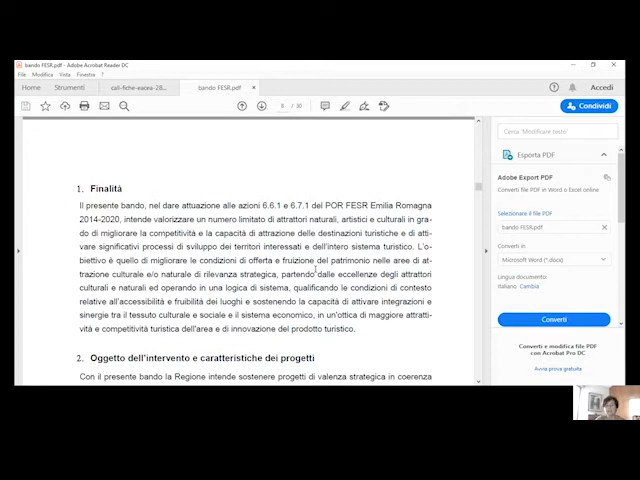 bando FESR.pdf - Adobe Acrobat Reader DC
File Modifica Vista Finestra ?
Home Strumenti call-fiche-eacea-28... bando FESR.pdf × Accedi
/ 30
Condividi
Cerca 'Modificare testo'
Esporta PDF
Adobe Export PDF
Converti file PDF in Word o Excel online
Selezionare il file PDF
bando FESR.pdf
Converti in
Microsoft Word (*.docx)
Lingua documento:
Italiano Cambia
Converti
Converti e modifica file PDF
con Acrobat Pro DC
Avvia prova gratuita
1. Finalità
Il presente bando, nel dare attuazione alle azioni 6.6.1 e 6.7.1 del POR FESR Emilia Romagna
2014-2020, intende valorizzare un numero limitato di attrattori naturali, artistici e culturali in gra-
do di migliorare la competitività e la capacità di attrazione delle destinazioni turistiche e di atti-
vare significativi processi di sviluppo dei territori interessati e dell'intero sistema turistico. L'o-
biettivo è quello di migliorare le condizioni di offerta e fruizione del patrimonio nelle aree di at-
trazione culturale e/o naturale di rilevanza strategica, partendo dalle eccellenze degli attrattori
culturali e naturali ed operando in una logica di sistema, qualificando le condizioni di contesto
relative all'accessibilità e fruibilità dei luoghi e sostenendo la capacità di attivare integrazioni e
sinergie tra il tessuto culturale e sociale e il sistema economico, in un'ottica di maggiore attratti-
vità e competitività turistica dell'area e di innovazione del prodotto turistico.
2. Oggetto dell'intervento e caratteristiche dei progetti
Con il presente bando la Regione intende sostenere progetti di valenza strategica in coerenza